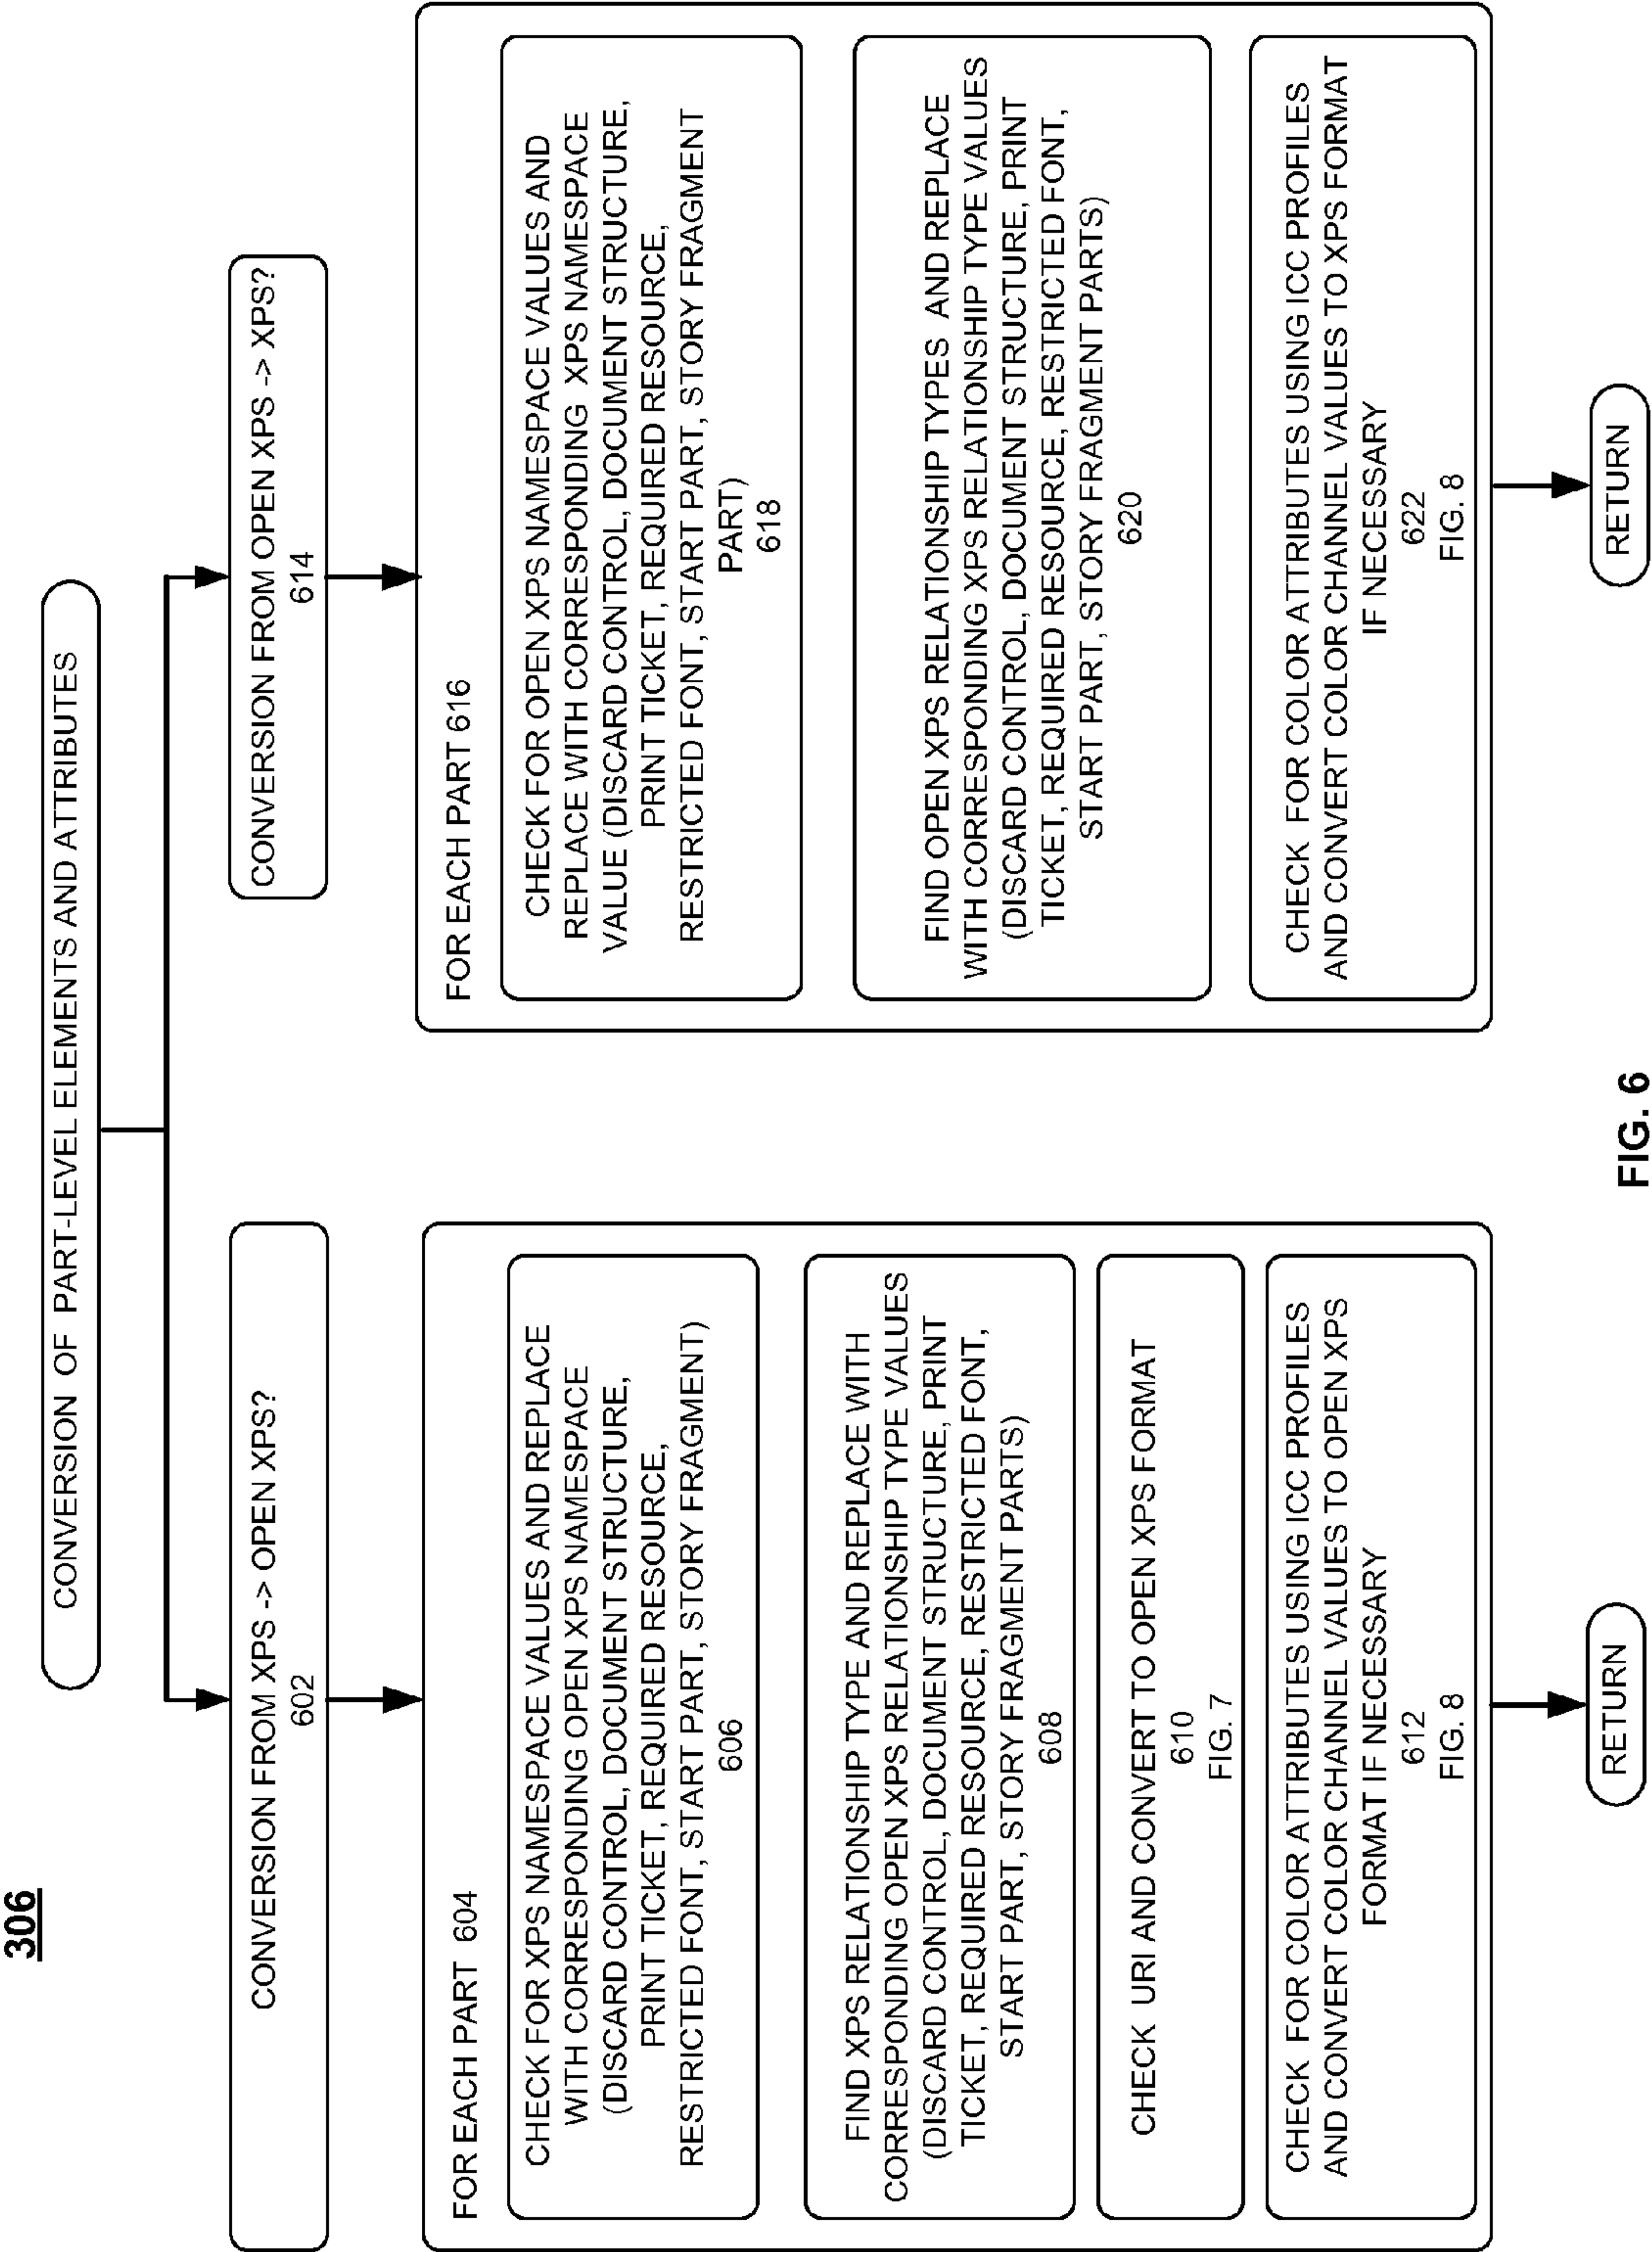 306
CONVERSION OF PART-LEVEL ELEMENTS AND ATTRIBUTES
CONVERSION FROM XPS -> OPEN XPS?
602
FOR EACH PART 604
CHECK FOR XPS NAMESPACE VALUES AND REPLACE
WITH CORRESPONDING OPEN XPS NAMESPACE
(DISCARD CONTROL, DOCUMENT STRUCTURE,
PRINT TICKET, REQUIRED RESOURCE,
RESTRICTED FONT, START PART, STORY FRAGMENT)
606
FIND XPS RELATIONSHIP TYPE AND REPLACE WITH
CORRESPONDING OPEN XPS RELATIONSHIP TYPE VALUES
(DISCARD CONTROL, DOCUMENT STRUCTURE, PRINT
TICKET, REQUIRED RESOURCE, RESTRICTED FONT,
START PART, STORY FRAGMENT PARTS)
608
CHECK URI AND CONVERT TO OPEN XPS FORMAT
610
FIG. 7
CHECK FOR COLOR ATTRIBUTES USING ICC PROFILES
AND CONVERT COLOR CHANNEL VALUES TO OPEN XPS
FORMAT IF NECESSARY
612
FIG. 8
RETURN
CONVERSION FROM OPEN XPS -> XPS?
614
FOR EACH PART 616
CHECK FOR OPEN XPS NAMESPACE VALUES AND
REPLACE WITH CORRESPONDING XPS NAMESPACE
VALUE (DISCARD CONTROL, DOCUMENT STRUCTURE,
PRINT TICKET, REQUIRED RESOURCE,
RESTRICTED FONT, START PART, STORY FRAGMENT
PART)
618
FIND OPEN XPS RELATIONSHIP TYPES AND REPLACE
WITH CORRESPONDING XPS RELATIONSHIP TYPE VALUES
(DISCARD CONTROL, DOCUMENT STRUCTURE, PRINT
TICKET, REQUIRED RESOURCE, RESTRICTED FONT,
START PART, STORY FRAGMENT PARTS)
620
CHECK FOR COLOR ATTRIBUTES USING ICC PROFILES
AND CONVERT COLOR CHANNEL VALUES TO XPS FORMAT
IF NECESSARY
622
FIG. 8
RETURN
FIG. 6